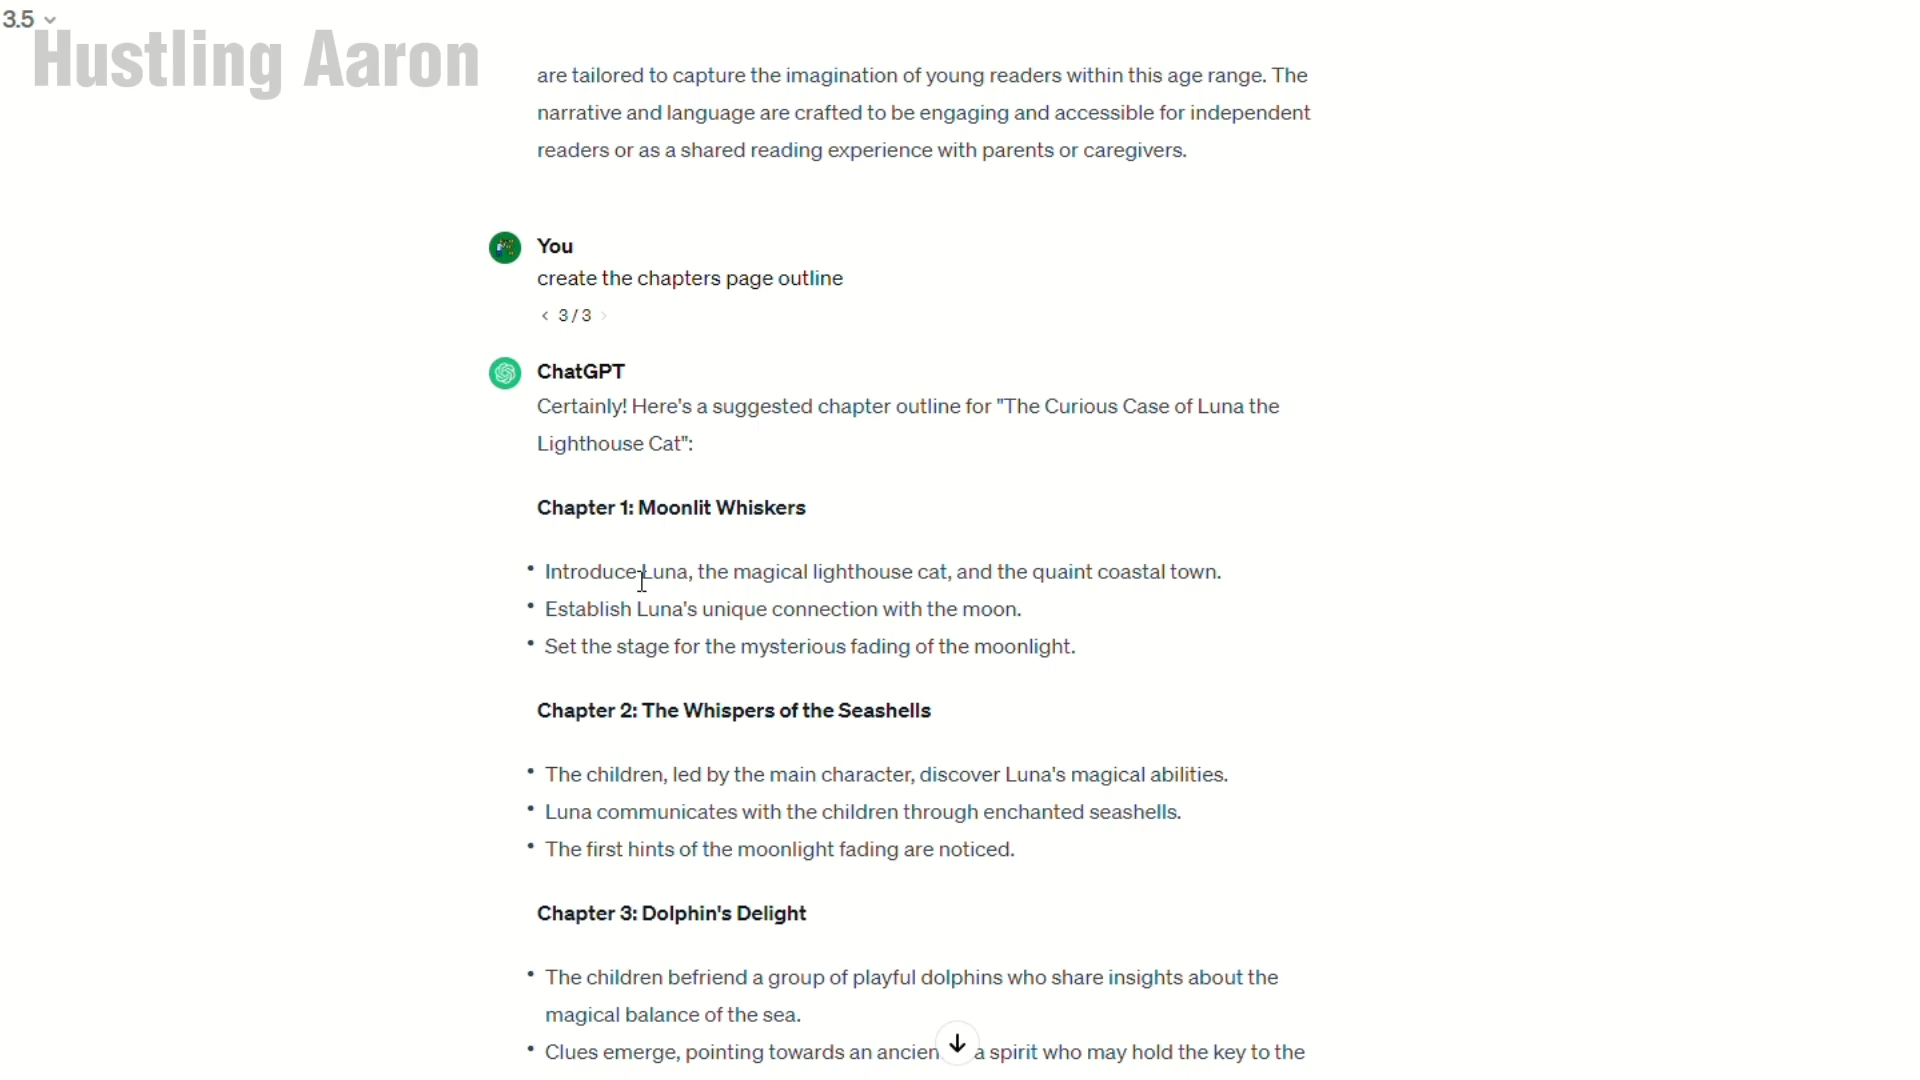 3.5
Hustling Aaron
are tailored to capture the imagination of young readers within this age range. The
narrative and language are crafted to be engaging and accessible for independent
readers or as a shared reading experience with parents or caregivers.
You
create the chapters page outline
< 3 / 3 >
ChatGPT
Certainly! Here's a suggested chapter outline for "The Curious Case of Luna the
Lighthouse Cat":
Chapter 1: Moonlit Whiskers
• Introduce Luna, the magical lighthouse cat, and the quaint coastal town.
• Establish Luna's unique connection with the moon.
• Set the stage for the mysterious fading of the moonlight.
Chapter 2: The Whispers of the Seashells
• The children, led by the main character, discover Luna's magical abilities.
• Luna communicates with the children through enchanted seashells.
• The first hints of the moonlight fading are noticed.
Chapter 3: Dolphin's Delight
• The children befriend a group of playful dolphins who share insights about the
magical balance of the sea.
• Clues emerge, pointing towards an spirit who may hold the key to the